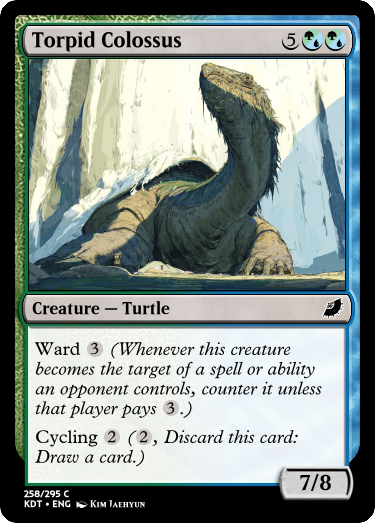 Torpid Colossus 5
Creature — Turtle
Ward 3 (Whenever this creature
becomes the target of a spell or ability
an opponent controls, counter it unless
that player pays 3.)
Cycling 2 (2, Discard this card:
Draw a card.)
7/8
258/295 C
KDT • ENG Kim Jaehyun